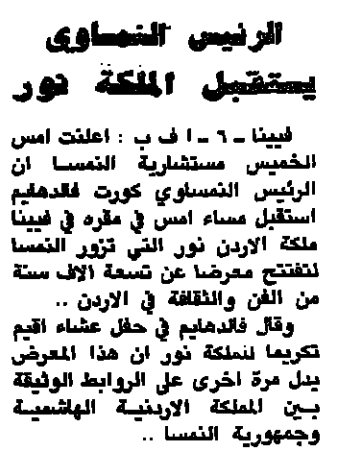 الرئيس النمساوى
يستقبل الملكة نور
فيينا ــ ٦ ــ ا ف ب : اعلنت امس
الخميس مستشارية النمسا ان
الرئيس النمساوي كورت فالدهايم
استقبل مساء امس في مقره في فيينا
ملكة الاردن نور التي تزور النمسا
لتفتتح معرضا عن تسعة الاف سنة
من الفن والثقافة في الاردن ..
وقال فالدهايم في حفل عشاء اقيم
تكريما للملكة نور ان هذا المعرض
يدل مرة اخرى على الروابط الوثيقة
بين المملكة الاردنية الهاشمية
وجمهورية النمسا ..